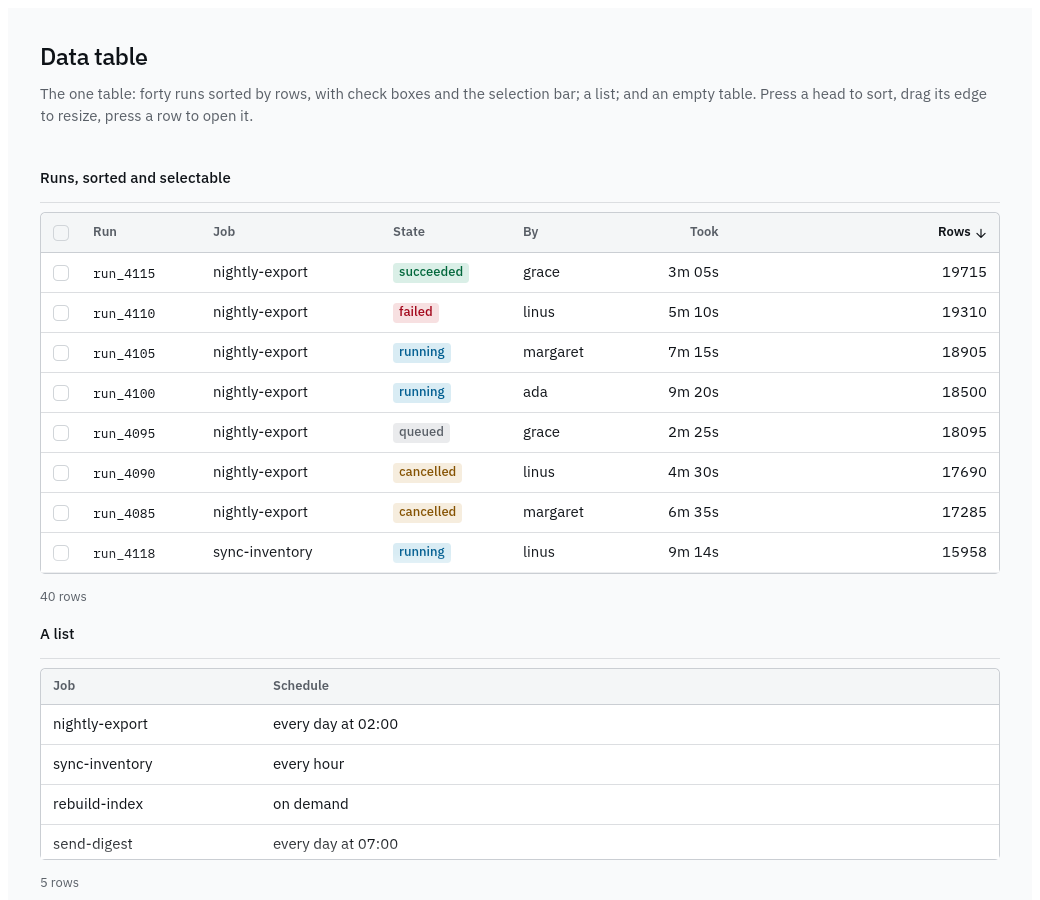 Data table
The one table: forty runs sorted by rows, with check boxes and the selection bar; a list; and an empty table. Press a head to sort, drag its edge
to resize, press a row to open it.
Runs, sorted and selectable
Run Job State By Took Rows ↓
run_4115 nightly-export succeeded grace 3m 05s 19715
run_4110 nightly-export failed linus 5m 10s 19310
run_4105 nightly-export running margaret 7m 15s 18905
run_4100 nightly-export running ada 9m 20s 18500
run_4095 nightly-export queued grace 2m 25s 18095
run_4090 nightly-export cancelled linus 4m 30s 17690
run_4085 nightly-export cancelled margaret 6m 35s 17285
run_4118 sync-inventory running linus 9m 14s 15958
40 rows
A list
Job Schedule
nightly-export every day at 02:00
sync-inventory every hour
rebuild-index on demand
send-digest every day at 07:00
5 rows